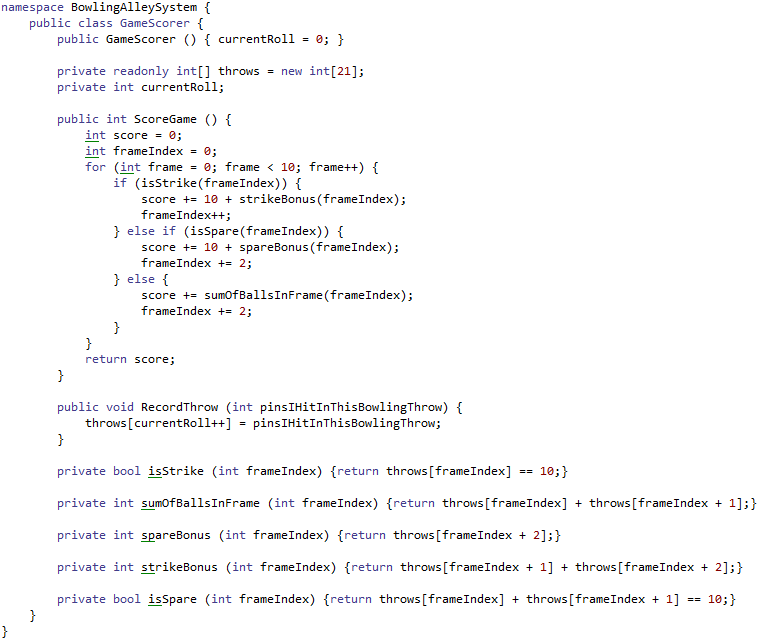 namespace BowlingAlleySystem {
    public class GameScorer {
        public GameScorer () { currentRoll = 0; }

        private readonly int[] throws = new int[21];
        private int currentRoll;

        public int ScoreGame () {
            int score = 0;
            int frameIndex = 0;
            for (int frame = 0; frame < 10; frame++) {
                if (isStrike(frameIndex)) {
                    score += 10 + strikeBonus(frameIndex);
                    frameIndex++;
                } else if (isSpare(frameIndex)) {
                    score += 10 + spareBonus(frameIndex);
                    frameIndex += 2;
                } else {
                    score += sumOfBallsInFrame(frameIndex);
                    frameIndex += 2;
                }
            }
            return score;
        }

        public void RecordThrow (int pinsIHitInThisBowlingThrow) {
            throws[currentRoll++] = pinsIHitInThisBowlingThrow;
        }

        private bool isStrike (int frameIndex) {return throws[frameIndex] == 10;}

        private int sumOfBallsInFrame (int frameIndex) {return throws[frameIndex] + throws[frameIndex + 1];}

        private int spareBonus (int frameIndex) {return throws[frameIndex + 2];}

        private int strikeBonus (int frameIndex) {return throws[frameIndex + 1] + throws[frameIndex + 2];}

        private bool isSpare (int frameIndex) {return throws[frameIndex] + throws[frameIndex + 1] == 10;}
    }
}